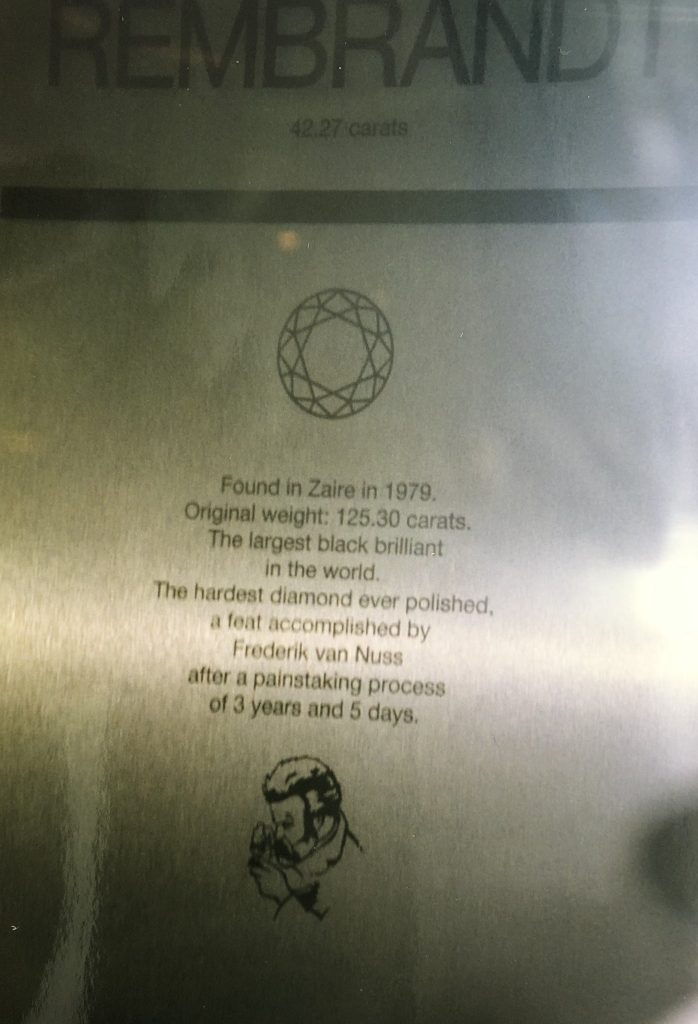 REMBRANDT
42.27 carats
Found in Zaire in 1979.
Original weight: 125.30 carats.
The largest black brilliant
in the world.
The hardest diamond ever polished,
a feat accomplished by
Frederik van Nuss
after a painstaking process
of 3 years and 5 days.